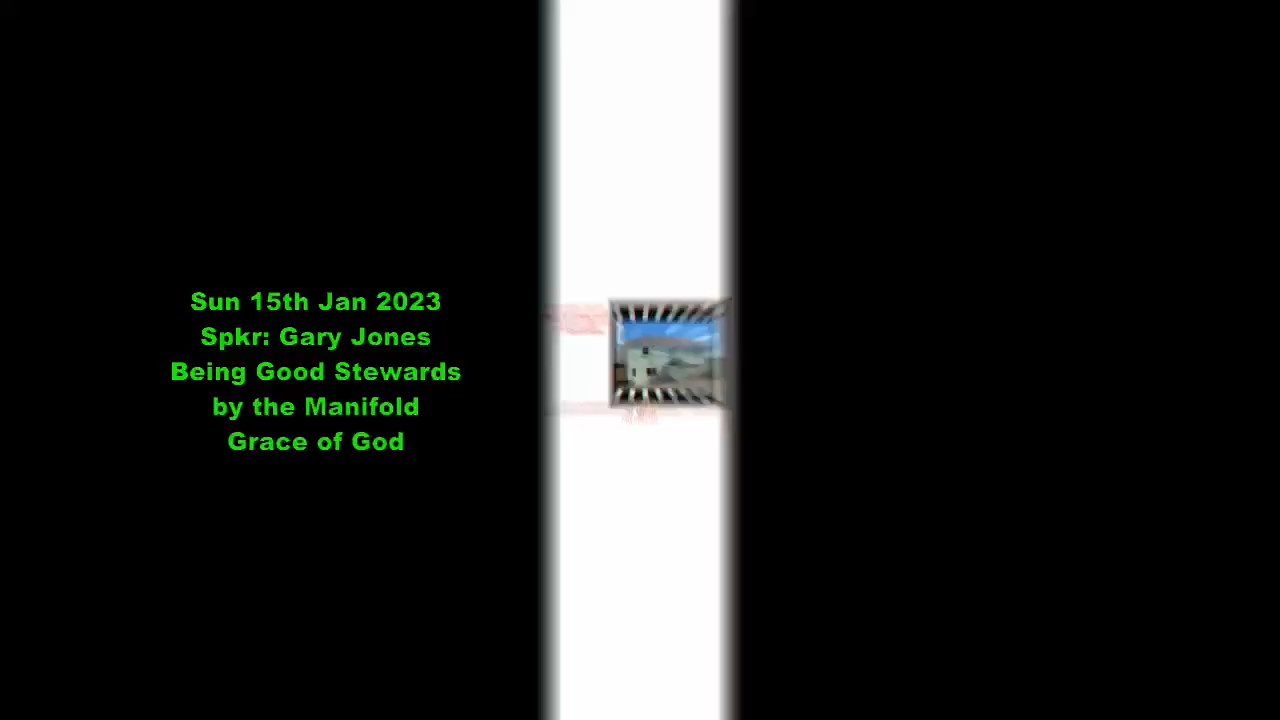 Sun 15th Jan 2023
Spkr: Gary Jones
Being Good Stewards
by the Manifold
Grace of God